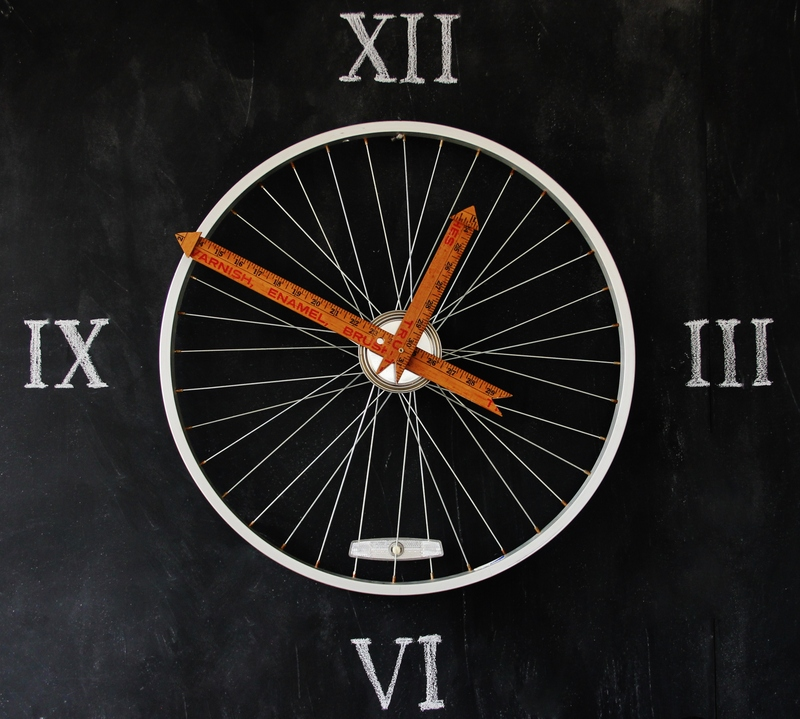 XII
VARNISH, ENAMEL, BRUSH
IX
III
VI